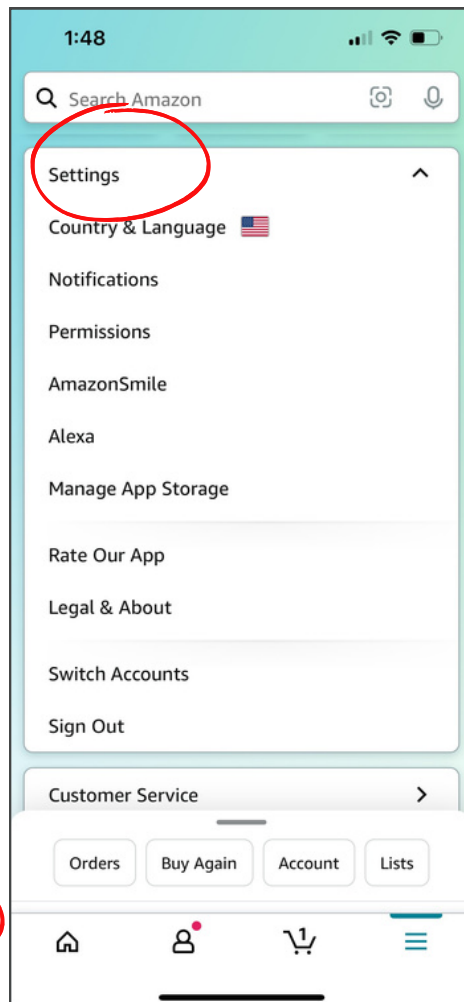 1:48
Search Amazon
Settings
Country & Language
Notifications
Permissions
AmazonSmile
Alexa
Manage App Storage
Rate Our App
Legal & About
Switch Accounts
Sign Out
Customer Service
Orders Buy Again Account Lists
1